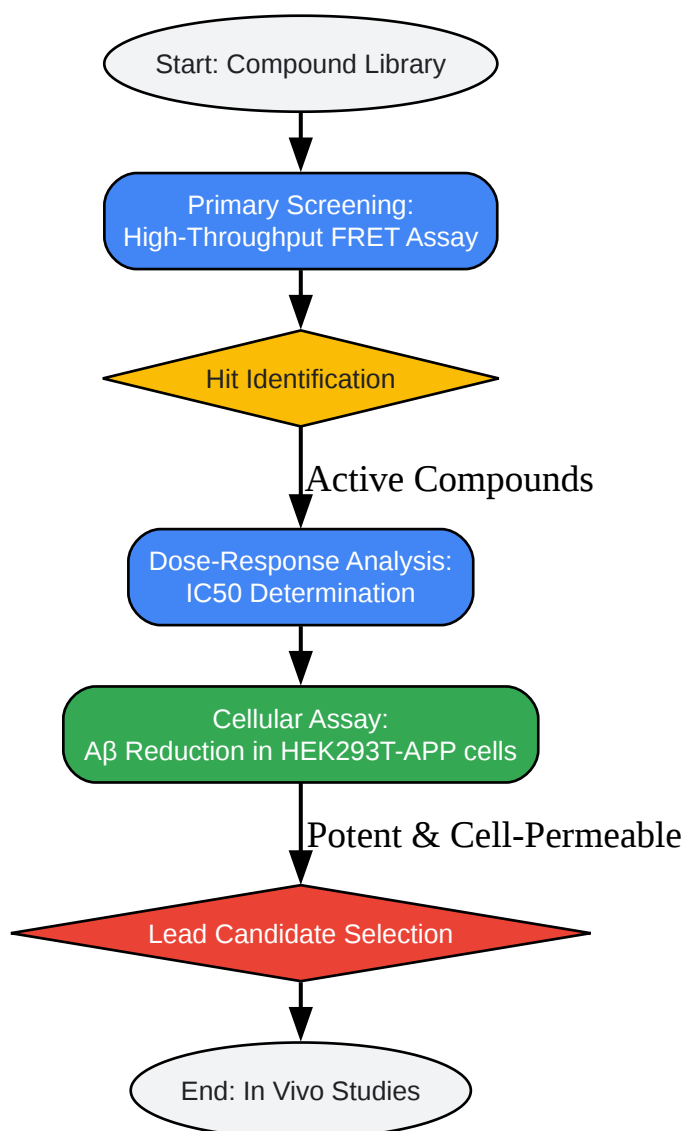 Start: Compound Library
Primary Screening:
High-Throughput FRET Assay
Hit Identification
Active Compounds
Dose-Response Analysis:
IC50 Determination
Cellular Assay:
Aβ Reduction in HEK293T-APP cells
Potent & Cell-Permeable
Lead Candidate Selection
End: In Vivo Studies